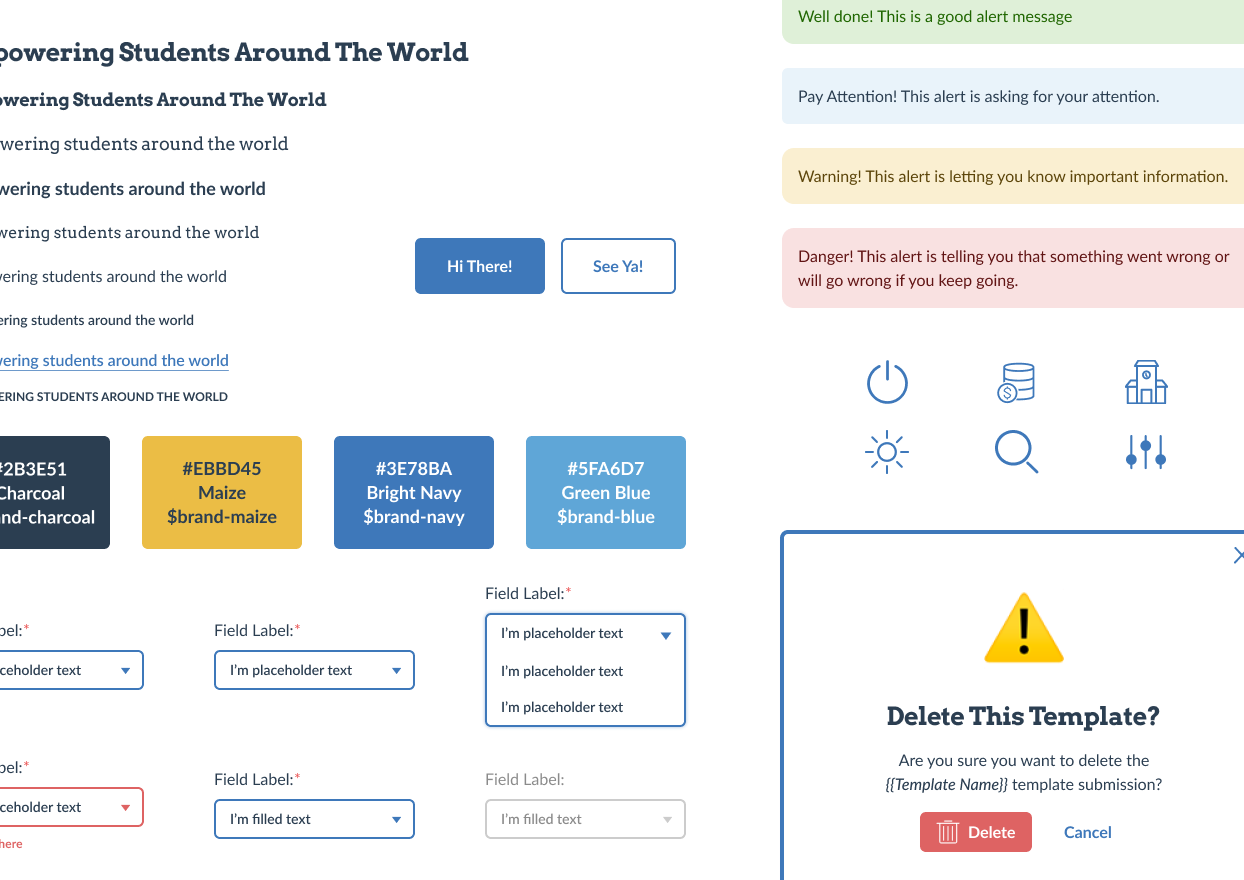 powering Students Around The World
owering Students Around The World
wering students around the world
wering students around the world
wering students around the world
vering students around the world
ering students around the world
vering students around the world
ERING STUDENTS AROUND THE WORLD
Hi There!
See Ya!
#2B3E51
Charcoal
nd-charcoal
#EBBD45
Maize
$brand-maize
#3E78BA
Bright Navy
$brand-navy
#5FA6D7
Green Blue
$brand-blue
bel:*
ceholder text
Field Label:*
I'm placeholder text
Field Label:*
I'm placeholder text
I'm placeholder text
I'm placeholder text
bel:*
ceholder text
here
Field Label:*
I'm filled text
Field Label:
I'm filled text
Well done! This is a good alert message
Pay Attention! This alert is asking for your attention.
Warning! This alert is letting you know important information.
Danger! This alert is telling you that something went wrong or
will go wrong if you keep going.
Delete This Template?
Are you sure you want to delete the
{{Template Name}} template submission?
Delete
Cancel